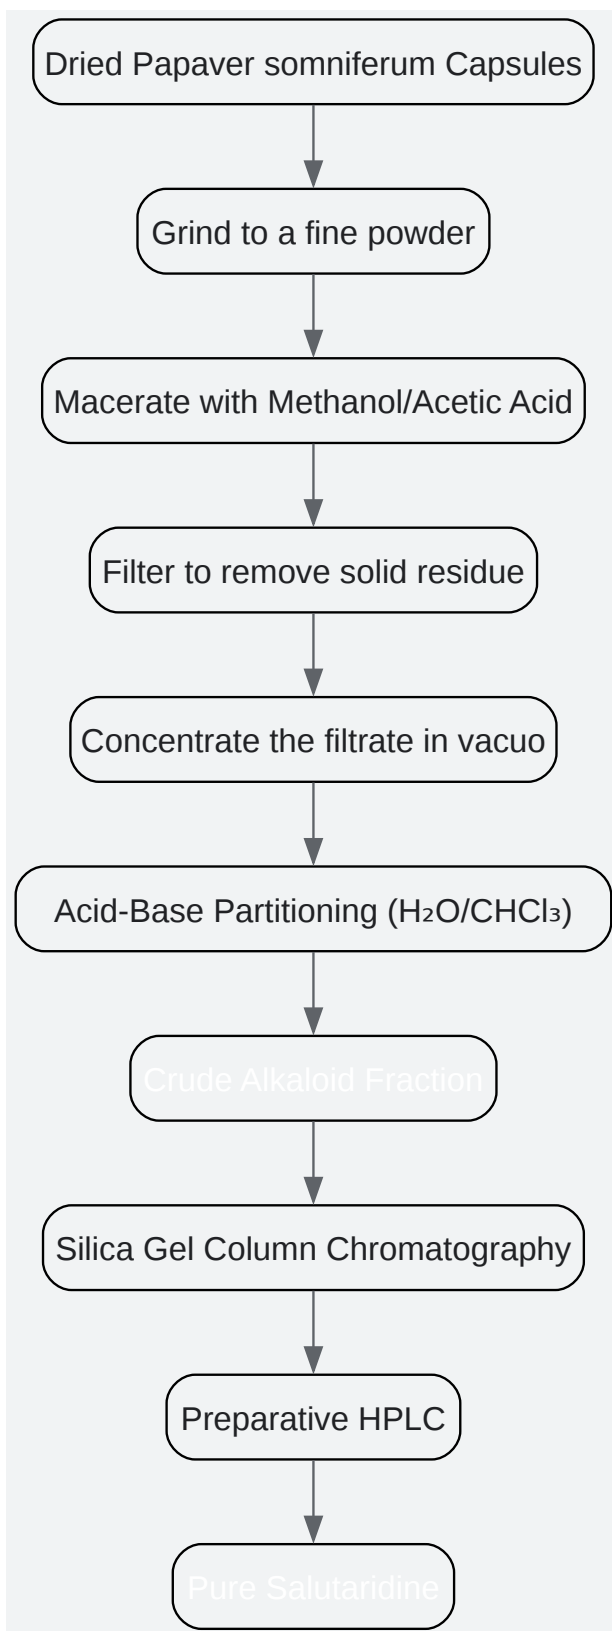 Dried Papaver somniferum Capsules
Grind to a fine powder
Macerate with Methanol/Acetic Acid
Filter to remove solid residue
Concentrate the filtrate in vacuo
Acid-Base Partitioning (H₂O/CHCl₃)
Crude Alkaloid Fraction
Silica Gel Column Chromatography
Preparative HPLC
Pure Salutaridine